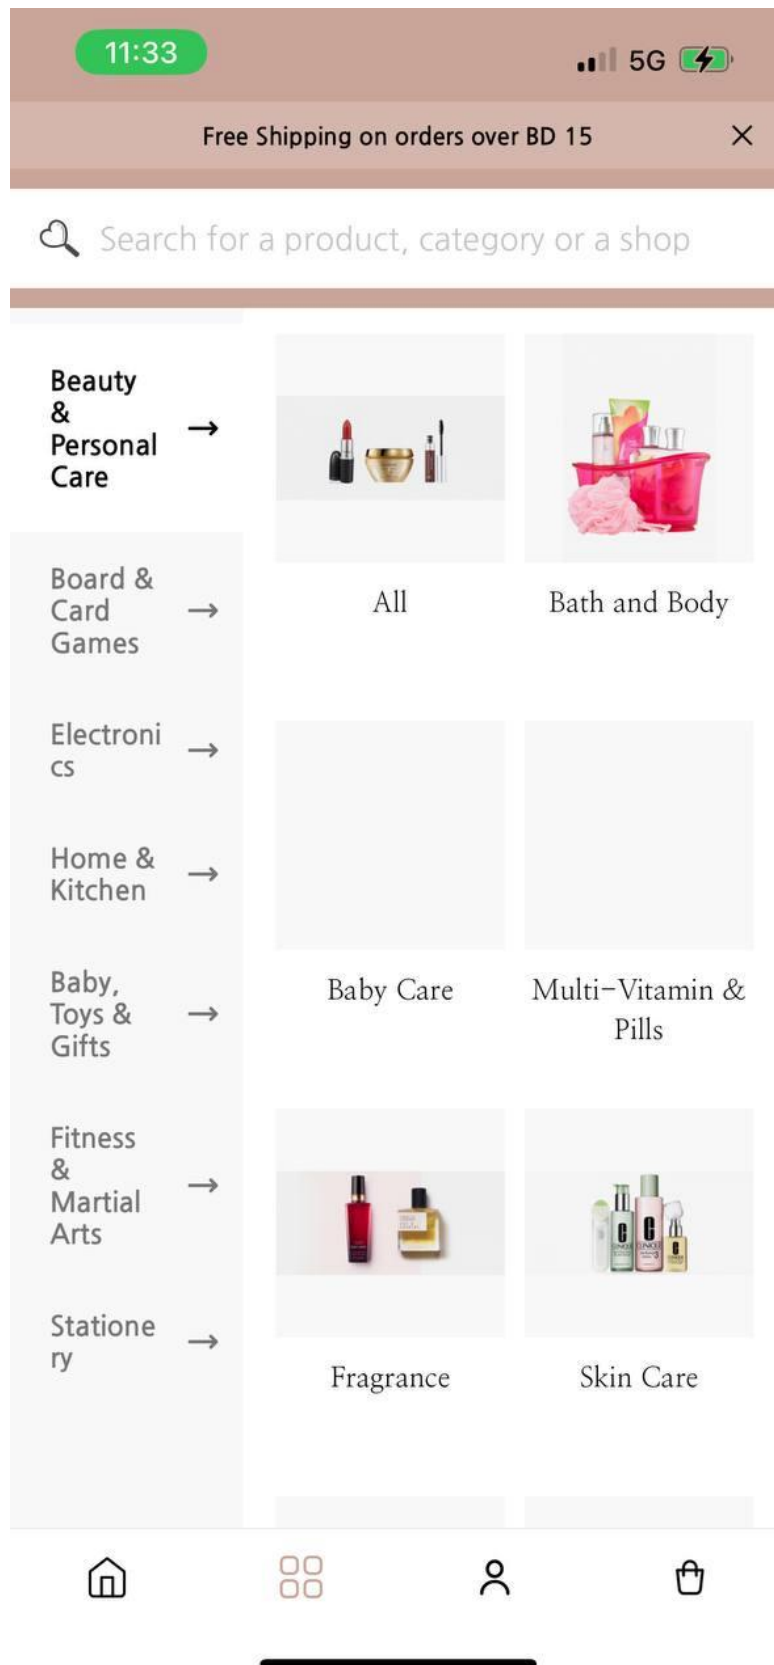 11:33
5G
Free Shipping on orders over BD 15
Search for a product, category or a shop
Beauty
&
Personal
Care
Board &
Card
Games
Electroni
cs
Home &
Kitchen
Baby,
Toys &
Gifts
Fitness
&
Martial
Arts
Statione
ry
All
Bath and Body
Baby Care
Multi-Vitamin &
Pills
Fragrance
Skin Care